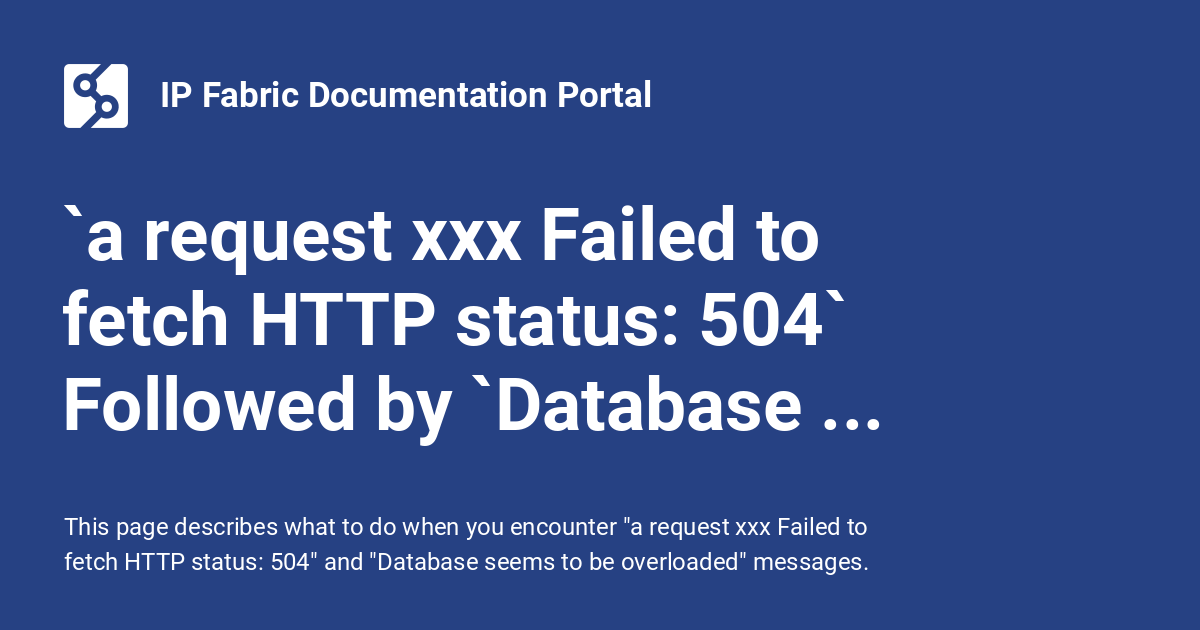 IP Fabric Documentation Portal
`a request xxx Failed to
fetch HTTP status: 504`
Followed by `Database ...
This page describes what to do when you encounter "a request xxx Failed to
fetch HTTP status: 504" and "Database seems to be overloaded" messages.